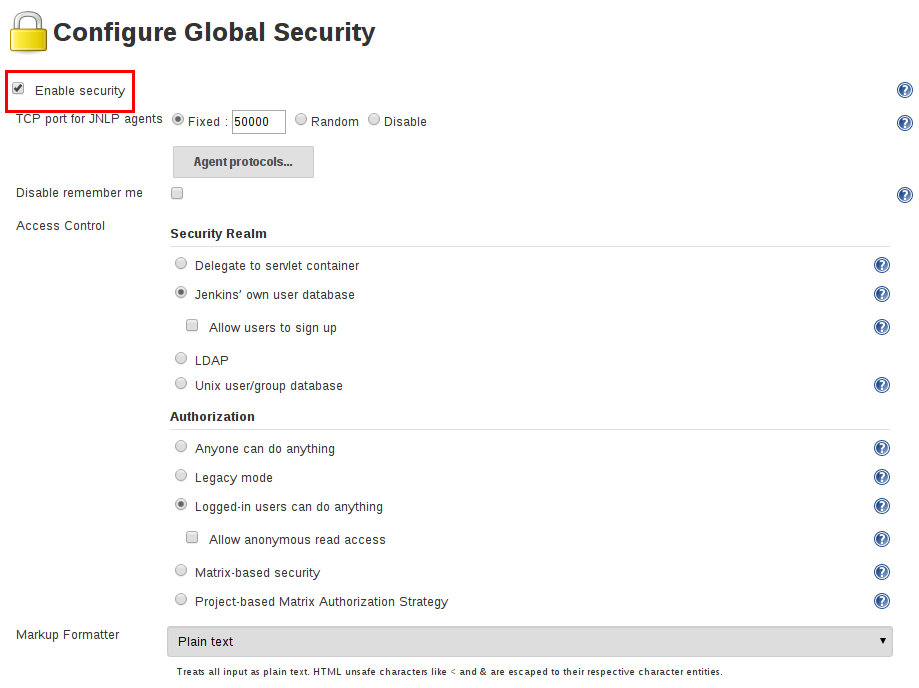 Configure Global Security
Enable security
TCP port for JNLP agents Fixed : 50000 Random Disable
Agent protocols...
Disable remember me
Access Control
Security Realm
Delegate to servlet container
Jenkins' own user database
Allow users to sign up
LDAP
Unix user/group database
Authorization
Anyone can do anything
Legacy mode
Logged-in users can do anything
Allow anonymous read access
Matrix-based security
Project-based Matrix Authorization Strategy
Markup Formatter
Plain text
Treats all input as plain text. HTML unsafe characters like < and & are escaped to their respective character entities.